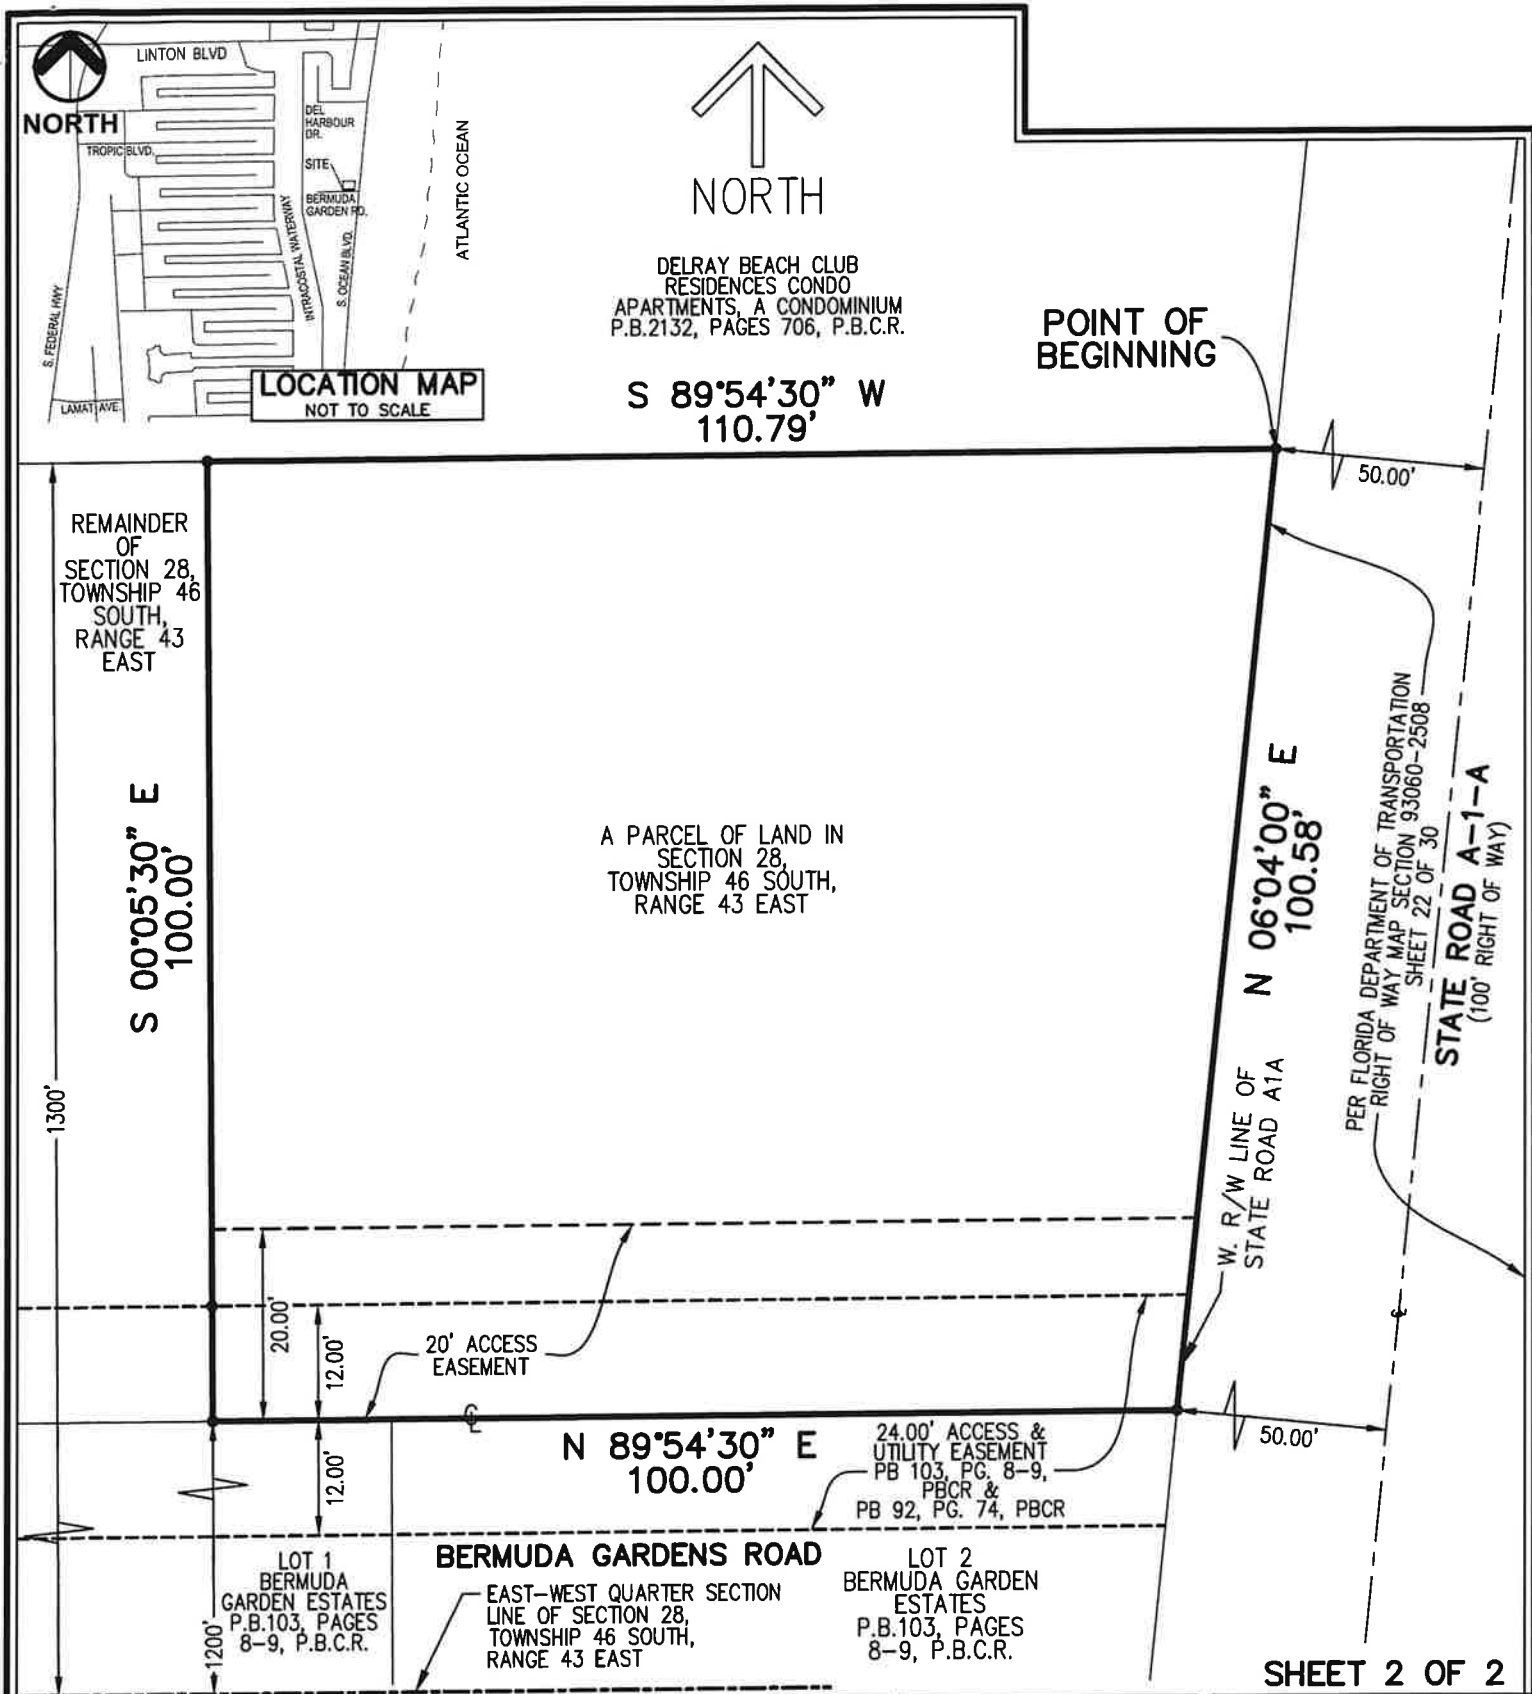 NORTH
LINTON BLVD
TROPIC BLVD.
DEL
HARBOUR
DR.
SITE
BERMUDA
GARDEN RD.
INTRACOSTAL WATERWAY
S. OCEAN BLVD.
S. FEDERAL HWY
LAMAT AVE.
ATLANTIC OCEAN
LOCATION MAP
NOT TO SCALE
NORTH
DELRAY BEACH CLUB
RESIDENCES CONDO
APARTMENTS, A CONDOMINIUM
P.B.2132, PAGES 706, P.B.C.R.
POINT OF
BEGINNING
S 89°54'30" W
110.79'
50.00'
REMAINDER
OF
SECTION 28,
TOWNSHIP 46
SOUTH,
RANGE 43
EAST
S 00°05'30" E
100.00'
1300'
A PARCEL OF LAND IN
SECTION 28,
TOWNSHIP 46 SOUTH,
RANGE 43 EAST
N 06°04'00" E
100.58'
W. R/W LINE OF
STATE ROAD A1A
PER FLORIDA DEPARTMENT OF TRANSPORTATION
RIGHT OF WAY MAP SECTION 93060-2508
SHEET 22 OF 30
STATE ROAD A-1-A
(100' RIGHT OF WAY)
20.00'
12.00'
20' ACCESS
EASEMENT
℄
℄
N 89°54'30" E
100.00'
50.00'
12.00'
24.00' ACCESS &
UTILITY EASEMENT
PB 103, PG. 8-9,
PBCR &
PB 92, PG. 74, PBCR
BERMUDA GARDENS ROAD
LOT 1
BERMUDA
GARDEN ESTATES
P.B.103, PAGES
8-9, P.B.C.R.
1200'
EAST-WEST QUARTER SECTION
LINE OF SECTION 28,
TOWNSHIP 46 SOUTH,
RANGE 43 EAST
LOT 2
BERMUDA GARDEN
ESTATES
P.B.103, PAGES
8-9, P.B.C.R.
SHEET 2 OF 2